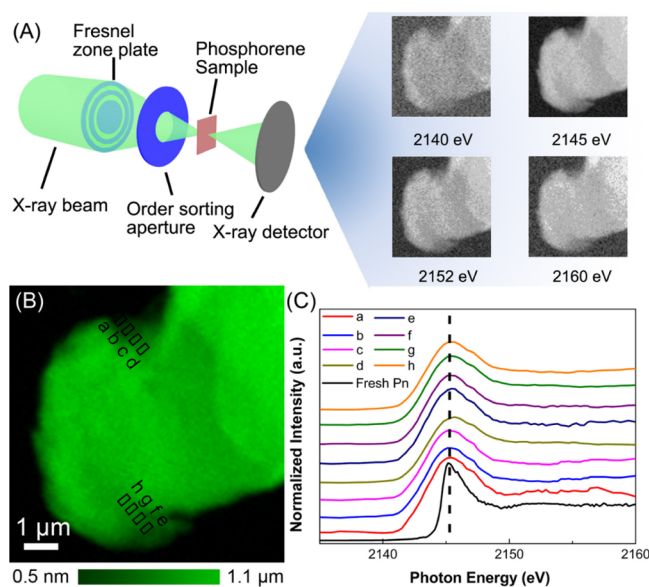 (A)
Fresnel
zone plate
Phosphorene
Sample
X-ray beam
Order sorting
aperture
X-ray detector
2140 eV
2145 eV
2152 eV
2160 eV
(B)
a b c d
h g f e
1 μm
0.5 nm
1.1 μm
(C)
Normalized Intensity (a.u.)
a
b
c
d
Fresh Pn
e
f
g
h
2140
2150
2160
Photon Energy (eV)